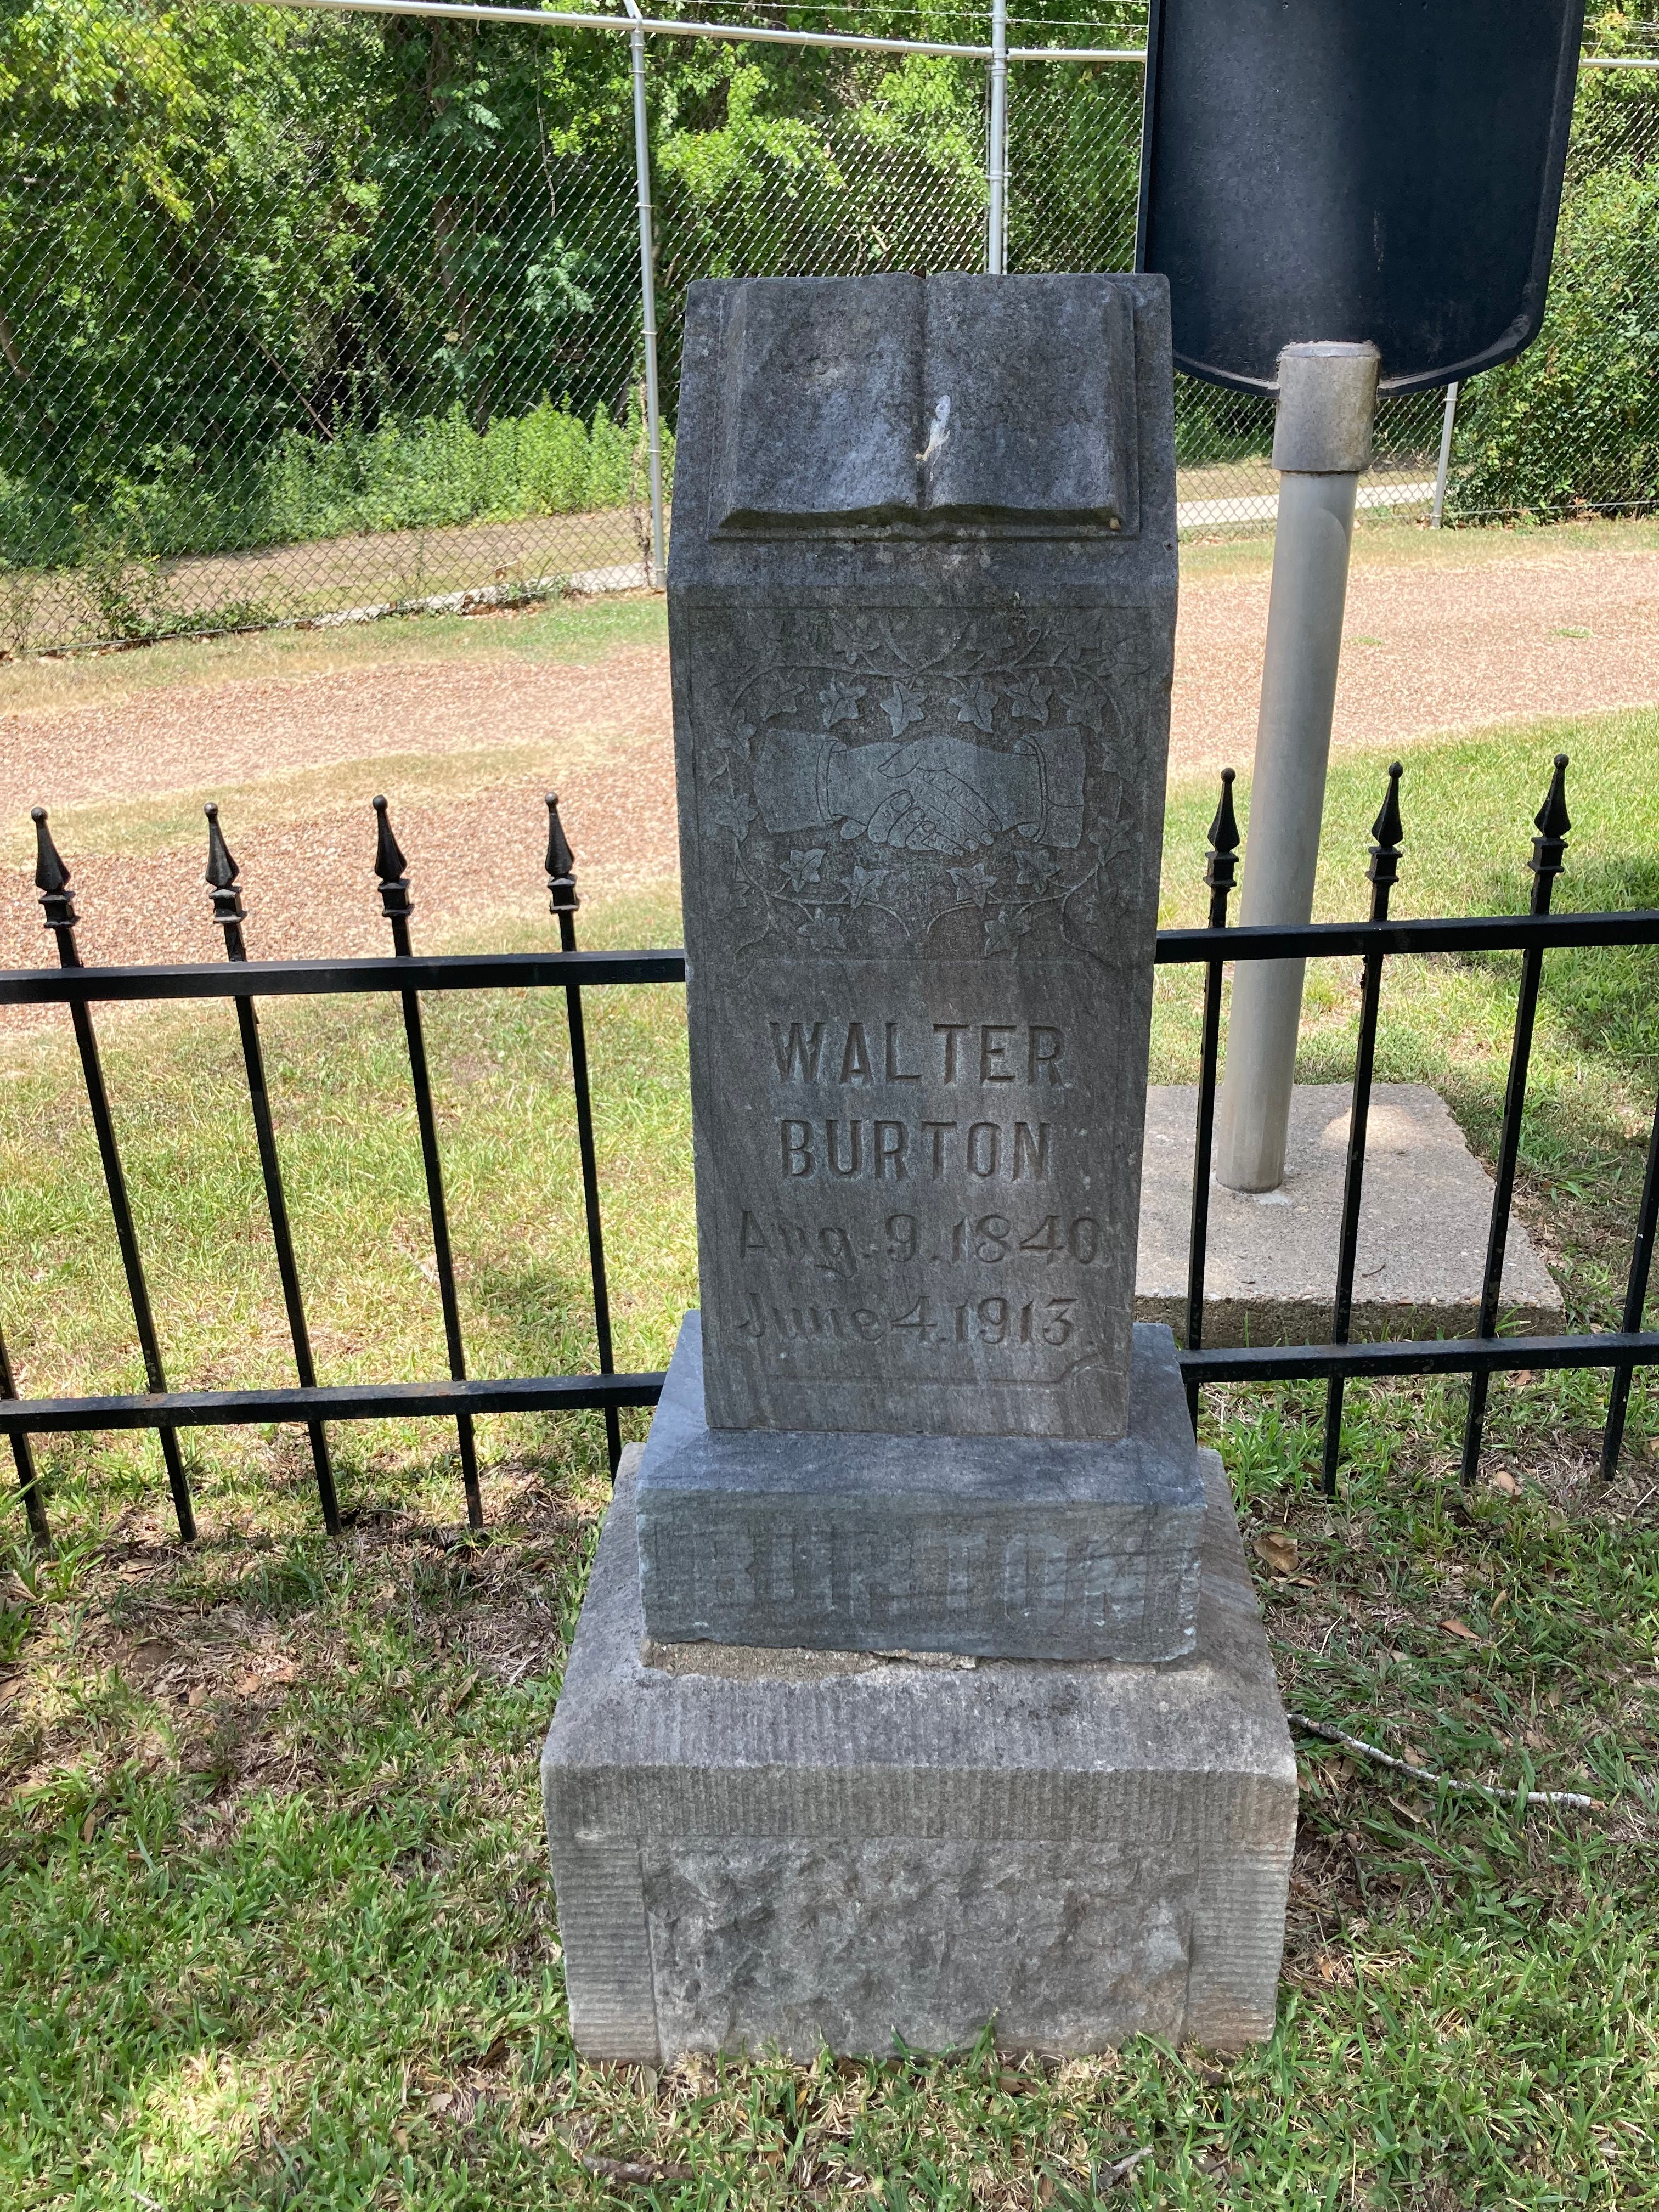 WALTER
BURTON
Aug. 9. 1840
June 4. 1913.
BURTON